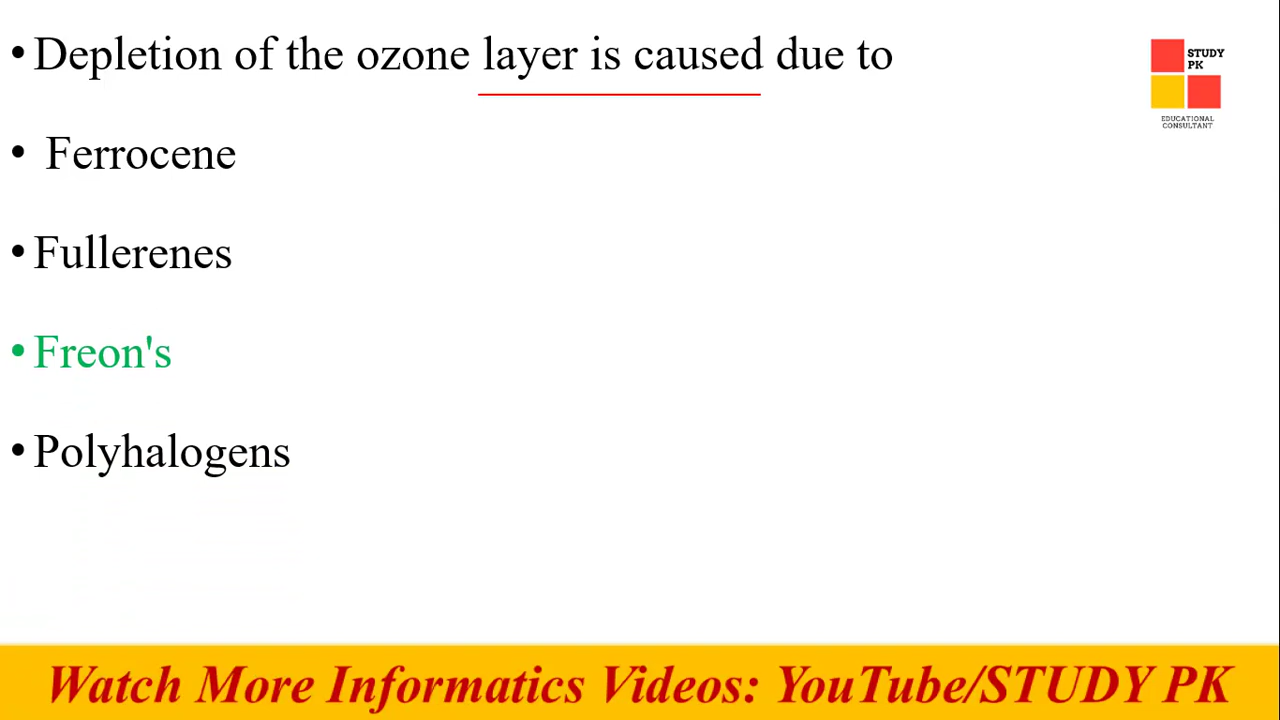 • Depletion of the ozone layer is caused due to
STUDY
PK
EDUCATIONAL
CONSULTANT
• Ferrocene
• Fullerenes
• Freon's
• Polyhalogens
Watch More Informatics Videos: YouTube/STUDY PK